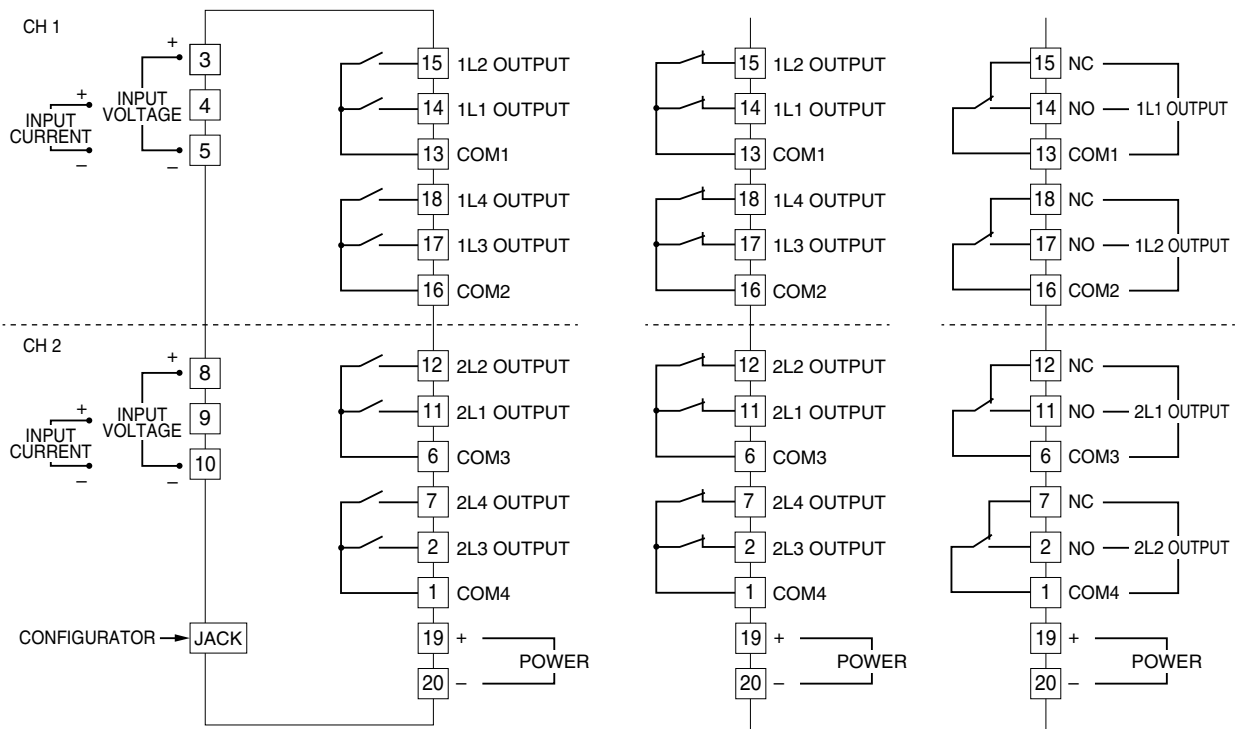 CH 1
+
3
INPUT
VOLTAGE
4
+
INPUT
CURRENT
–
5
–
15 1L2 OUTPUT
14 1L1 OUTPUT
13 COM1
18 1L4 OUTPUT
17 1L3 OUTPUT
16 COM2
15 1L2 OUTPUT
14 1L1 OUTPUT
13 COM1
18 1L4 OUTPUT
17 1L3 OUTPUT
16 COM2
15 NC
14 NO 1L1 OUTPUT
13 COM1
18 NC
17 NO 1L2 OUTPUT
16 COM2
CH 2
+
8
INPUT
VOLTAGE
9
+
INPUT
CURRENT
–
10
–
12 2L2 OUTPUT
11 2L1 OUTPUT
6 COM3
7 2L4 OUTPUT
2 2L3 OUTPUT
1 COM4
CONFIGURATOR JACK
19 +
POWER
20 –
12 2L2 OUTPUT
11 2L1 OUTPUT
6 COM3
7 2L4 OUTPUT
2 2L3 OUTPUT
1 COM4
19 +
POWER
20 –
12 NC
11 NO 2L1 OUTPUT
6 COM3
7 NC
2 NO 2L2 OUTPUT
1 COM4
19 +
POWER
20 –